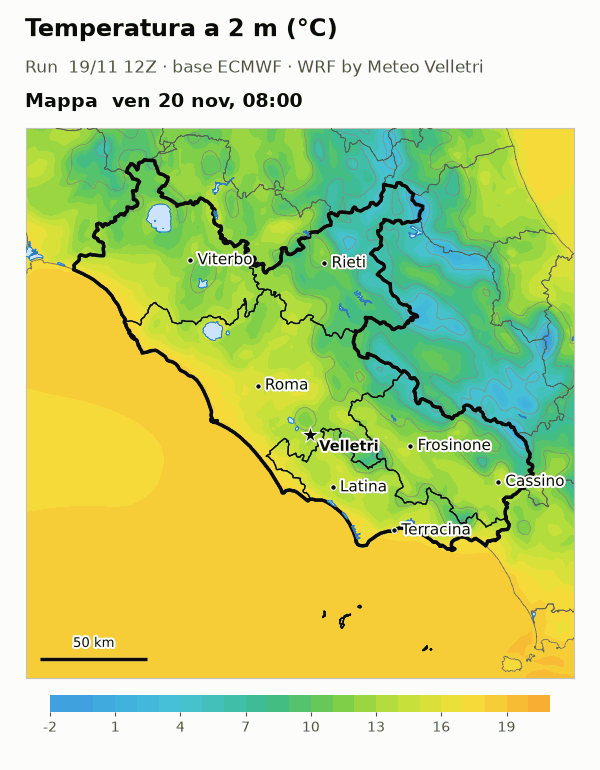 Temperatura a 2 m (°C)
Run  19/11 12Z · base ECMWF · WRF by Meteo Velletri
Mappa  ven 20 nov, 08:00
Viterbo
Rieti
Roma
Velletri
Frosinone
Cassino
Latina
Terracina
50 km
-2 1 4 7 10 13 16 19